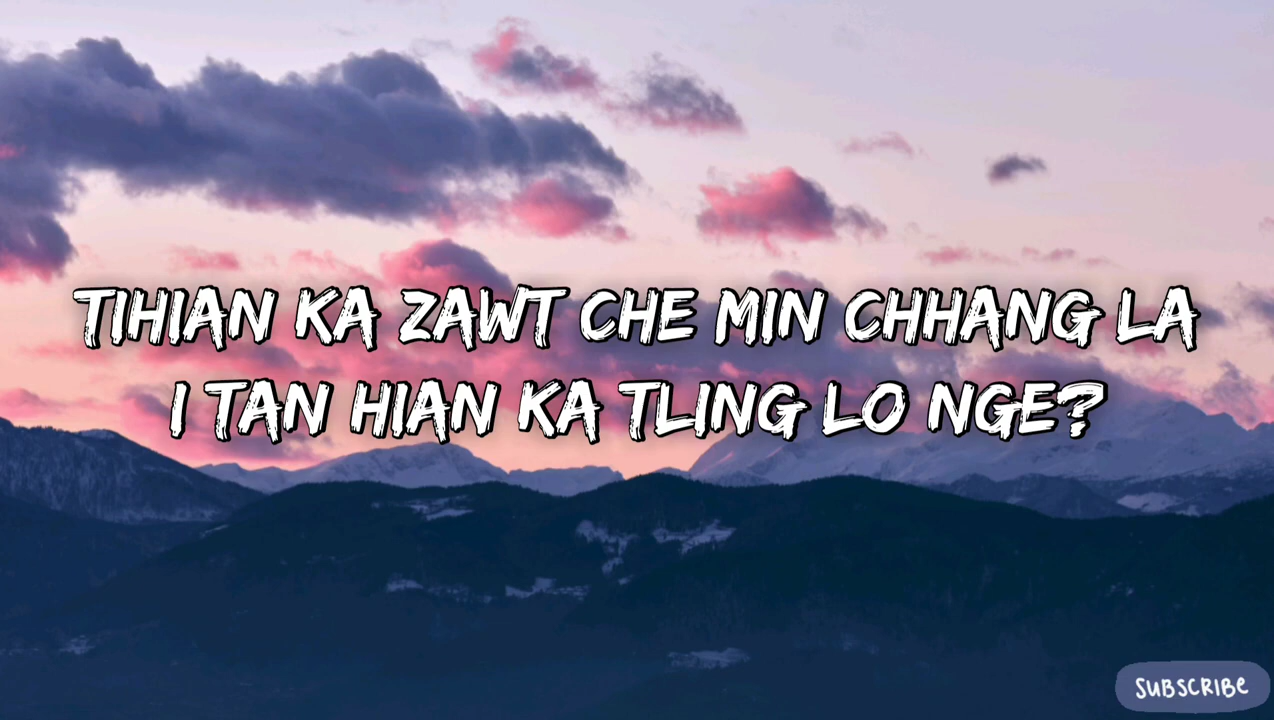 TIHIAN KA ZAWT CHE MIN CHHANG LA
I TAN HIAN KA TLING LO NGE?
SUBSCRIBE